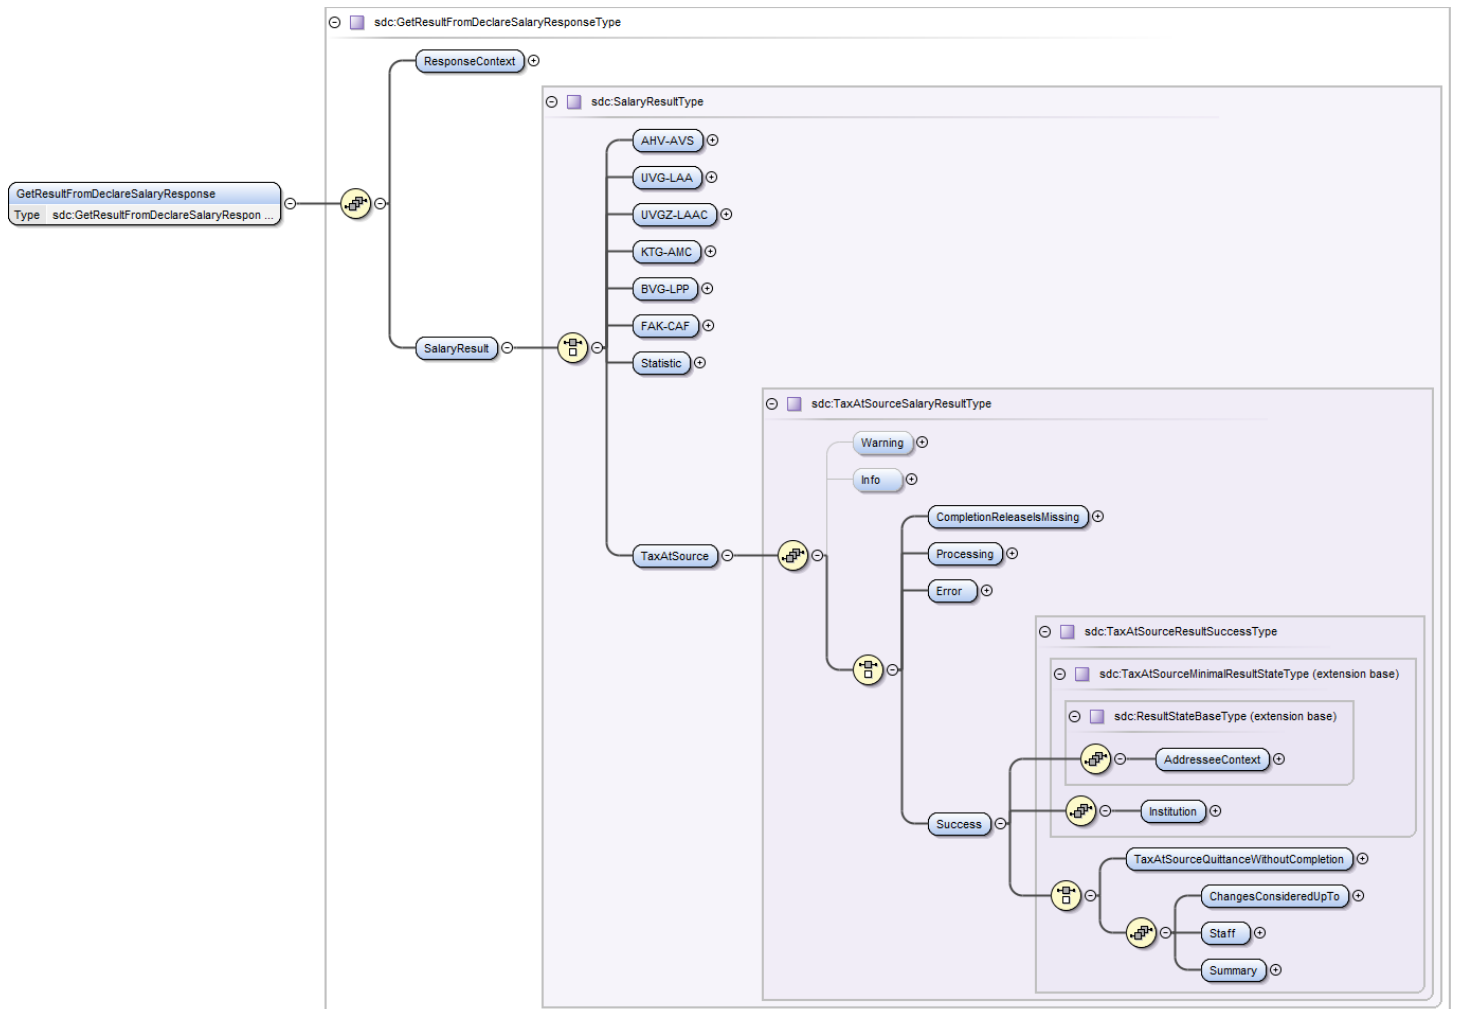 sdc:GetResultFromDeclareSalaryResponseType
ResponseContext
sdc:SalaryResultType
AHV-AVS
UVG-LAA
GetResultFromDeclareSalaryResponse
Type sdc:GetResultFromDeclareSalaryRespon ...
UVGZ-LAAC
KTG-AMC
BVG-LPP
FAK-CAF
SalaryResult
Statistic
sdc:TaxAtSourceSalaryResultType
Warning
Info
CompletionReleaseIsMissing
TaxAtSource
Processing
Error
sdc:TaxAtSourceResultSuccessType
sdc:TaxAtSourceMinimalResultStateType (extension base)
sdc:ResultStateBaseType (extension base)
AddresseeContext
Institution
Success
TaxAtSourceQuittanceWithoutCompletion
ChangesConsideredUpTo
Staff
Summary